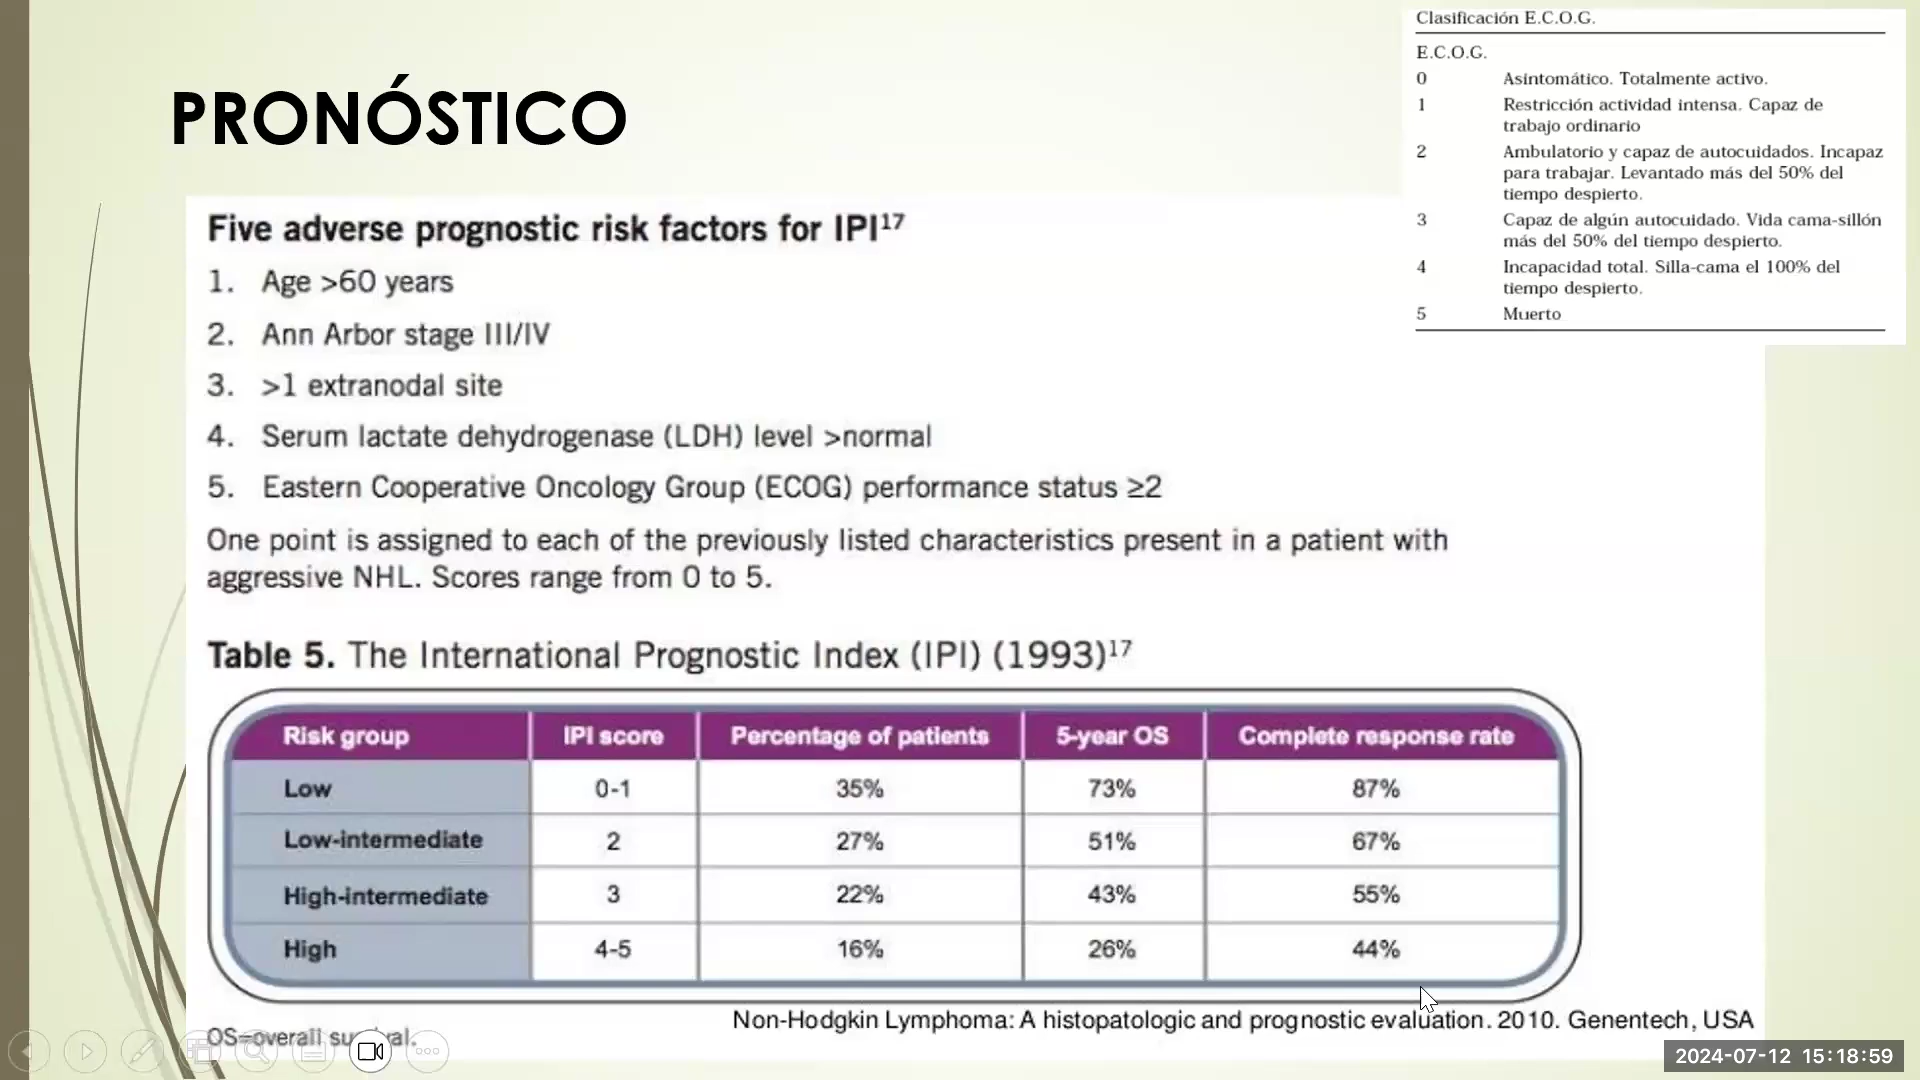 PRONÓSTICO
Clasificación E.C.O.G.
E.C.O.G.
0 Asintomático. Totalmente activo.
1 Restricción actividad intensa. Capaz de
trabajo ordinario
2 Ambulatorio y capaz de autocuidados. Incapaz
para trabajar. Levantado más del 50% del
tiempo despierto.
3 Capaz de algún autocuidado. Vida cama-sillón
más del 50% del tiempo despierto.
4 Incapacidad total. Silla-cama el 100% del
tiempo despierto.
5 Muerto
Five adverse prognostic risk factors for IPI¹⁷
1. Age >60 years
2. Ann Arbor stage III/IV
3. >1 extranodal site
4. Serum lactate dehydrogenase (LDH) level >normal
5. Eastern Cooperative Oncology Group (ECOG) performance status ≥2
One point is assigned to each of the previously listed characteristics present in a patient with
aggressive NHL. Scores range from 0 to 5.
Table 5. The International Prognostic Index (IPI) (1993)¹⁷
Risk group IPI score Percentage of patients 5-year OS Complete response rate
Low 0-1 35% 73% 87%
Low-intermediate 2 27% 51% 67%
High-intermediate 3 22% 43% 55%
High 4-5 16% 26% 44%
Non-Hodgkin Lymphoma: A histopatologic and prognostic evaluation. 2010. Genentech, USA
OS=overall survival.
2024-07-12 15:18:59